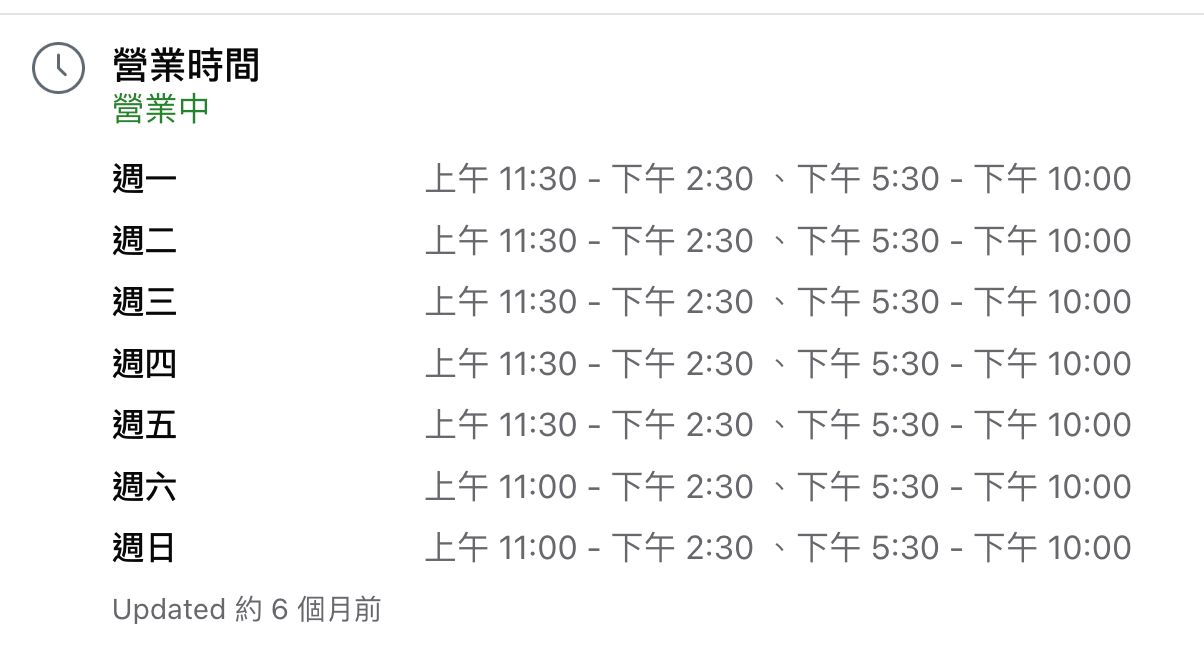 營業時間
營業中
週一 上午 11:30 - 下午 2:30 、下午 5:30 - 下午 10:00
週二 上午 11:30 - 下午 2:30 、下午 5:30 - 下午 10:00
週三 上午 11:30 - 下午 2:30 、下午 5:30 - 下午 10:00
週四 上午 11:30 - 下午 2:30 、下午 5:30 - 下午 10:00
週五 上午 11:30 - 下午 2:30 、下午 5:30 - 下午 10:00
週六 上午 11:00 - 下午 2:30 、下午 5:30 - 下午 10:00
週日 上午 11:00 - 下午 2:30 、下午 5:30 - 下午 10:00
Updated 約 6 個月前